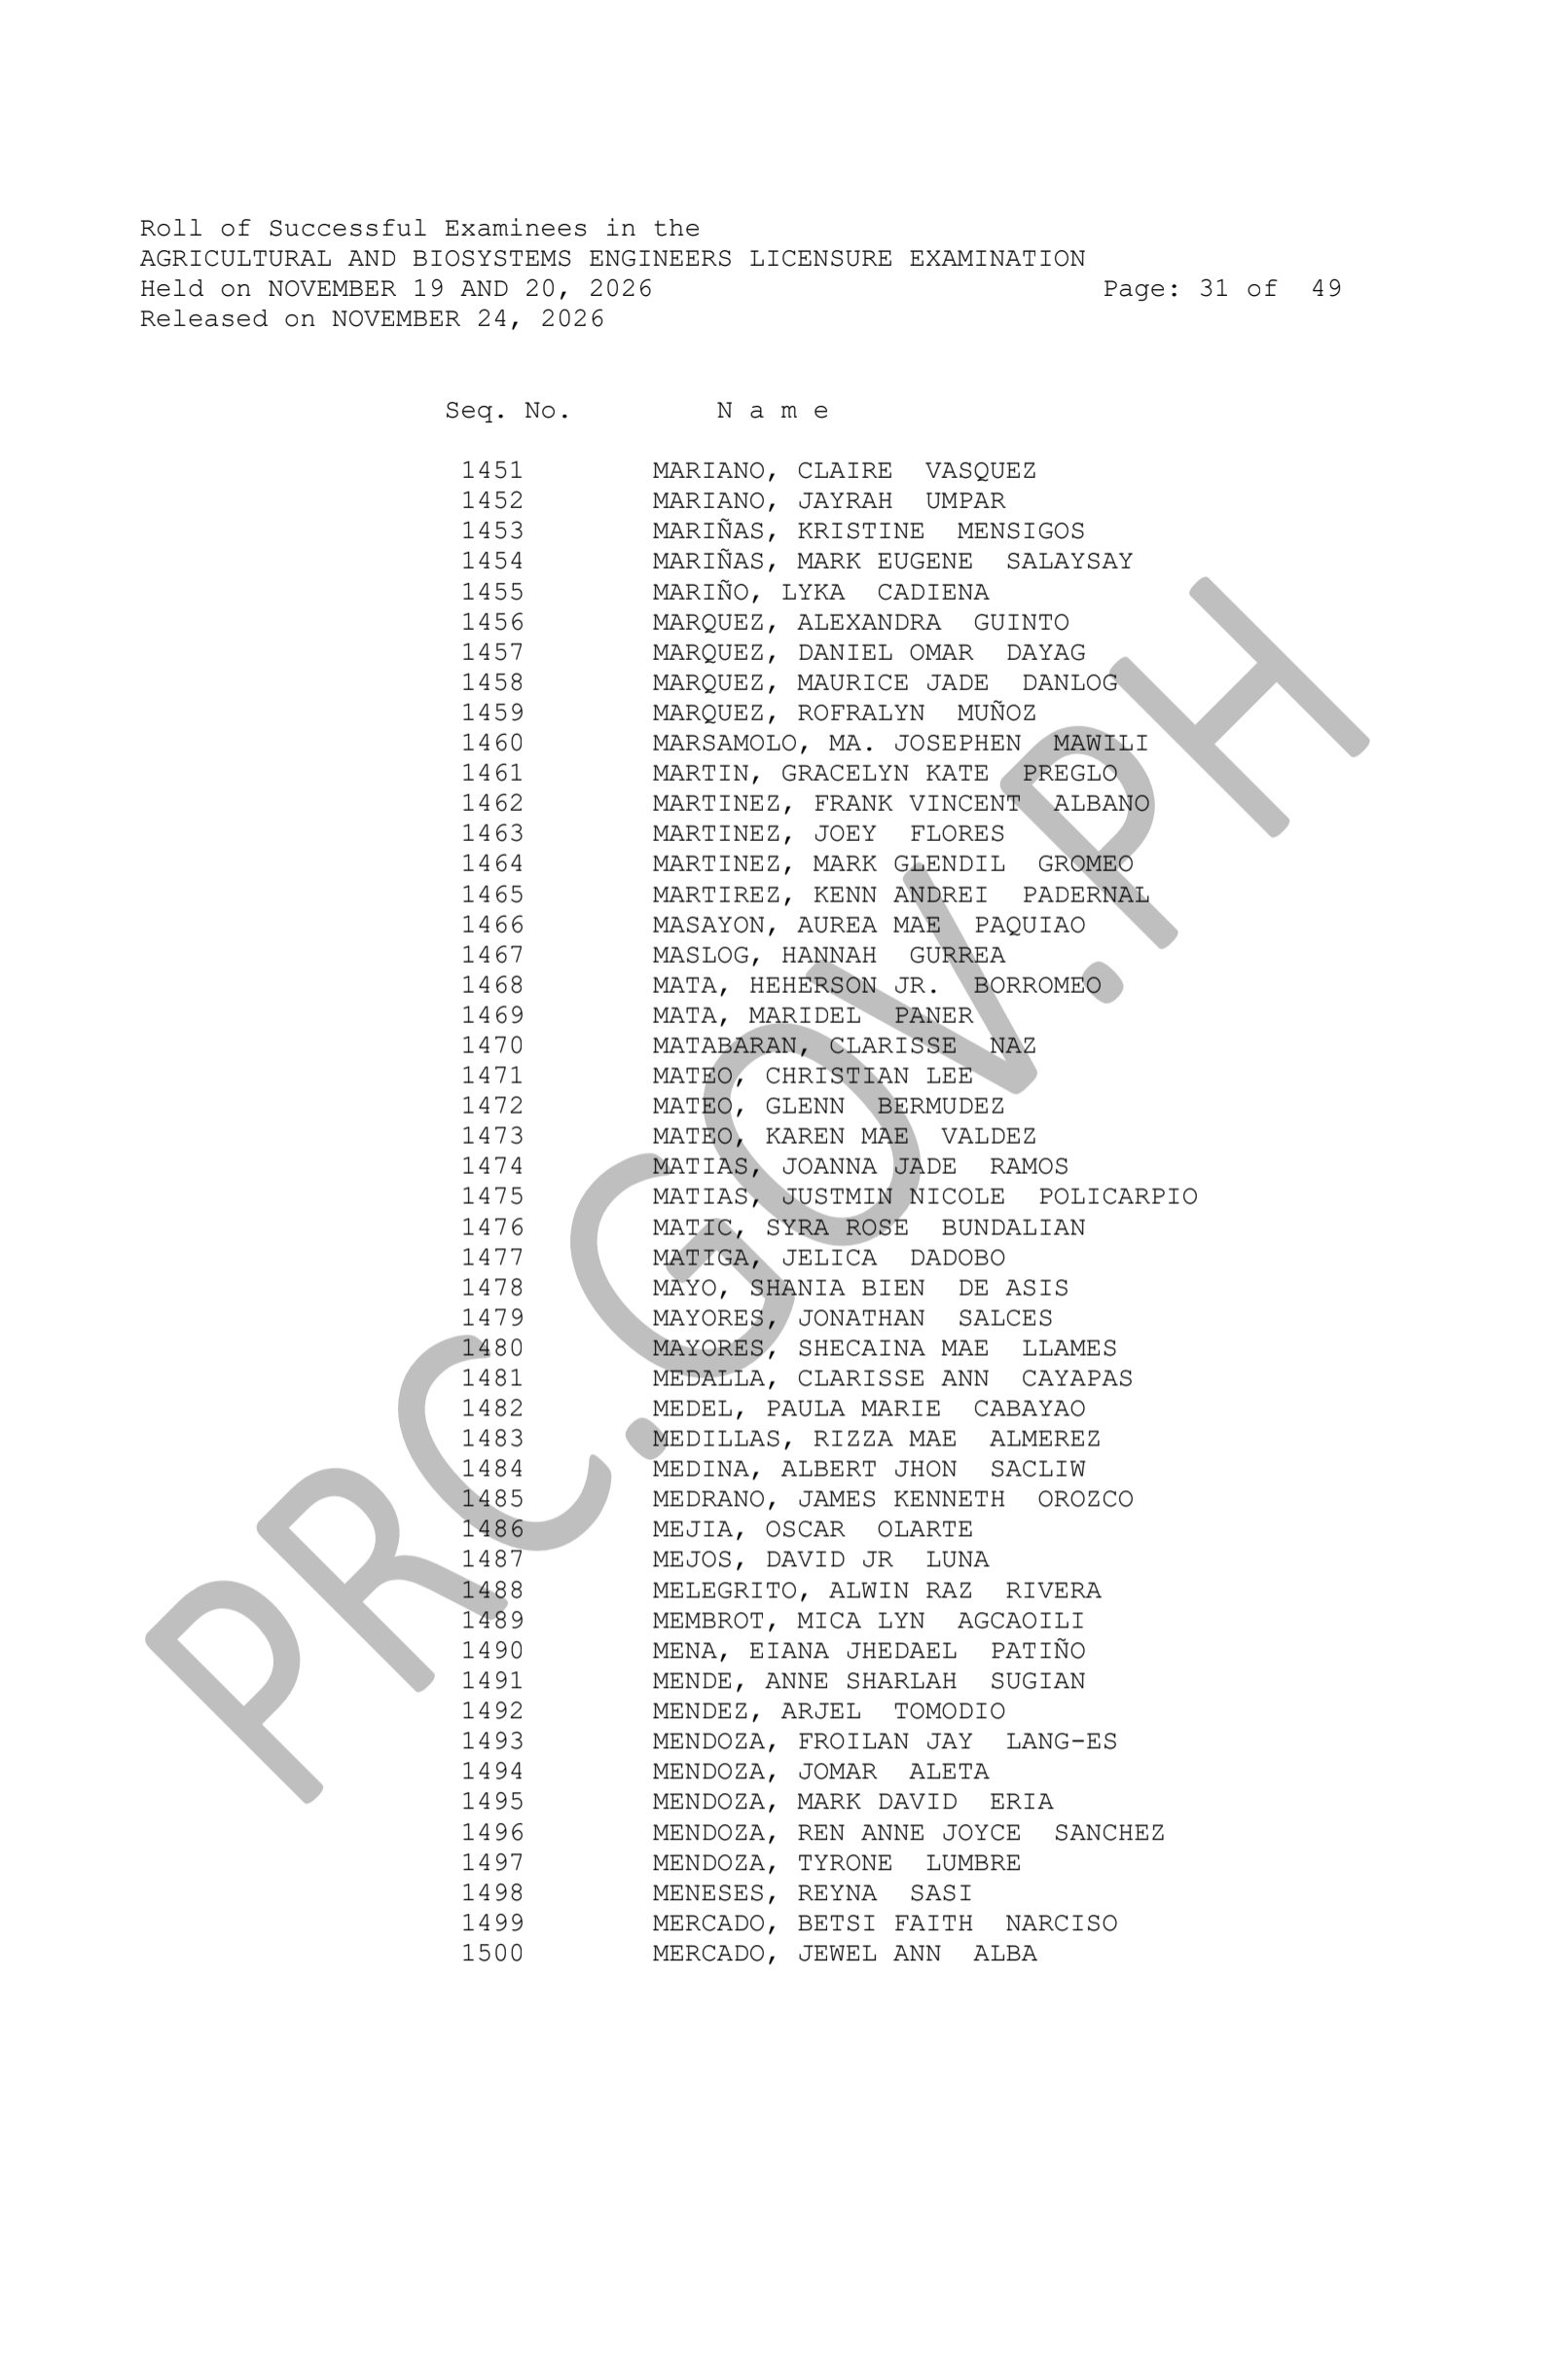 Roll of Successful Examinees in the
AGRICULTURAL AND BIOSYSTEMS ENGINEERS LICENSURE EXAMINATION
Held on NOVEMBER 19 AND 20, 2026 Page: 31 of 49
Released on NOVEMBER 24, 2026
Seq. No. N a m e
1451 MARIANO, CLAIRE VASQUEZ
1452 MARIANO, JAYRAH UMPAR
1453 MARIÑAS, KRISTINE MENSIGOS
1454 MARIÑAS, MARK EUGENE SALAYSAY
1455 MARIÑO, LYKA CADIENA
1456 MARQUEZ, ALEXANDRA GUINTO
1457 MARQUEZ, DANIEL OMAR DAYAG
1458 MARQUEZ, MAURICE JADE DANLOG
1459 MARQUEZ, ROFRALYN MUÑOZ
1460 MARSAMOLO, MA. JOSEPHEN MAWILI
1461 MARTIN, GRACELYN KATE PREGLO
1462 MARTINEZ, FRANK VINCENT ALBANO
1463 MARTINEZ, JOEY FLORES
1464 MARTINEZ, MARK GLENDIL GROMEO
1465 MARTIREZ, KENN ANDREI PADERNAL
1466 MASAYON, AUREA MAE PAQUIAO
1467 MASLOG, HANNAH GURREA
1468 MATA, HEHERSON JR. BORROMEO
1469 MATA, MARIDEL PANER
1470 MATABARAN, CLARISSE NAZ
1471 MATEO, CHRISTIAN LEE
1472 MATEO, GLENN BERMUDEZ
1473 MATEO, KAREN MAE VALDEZ
1474 MATIAS, JOANNA JADE RAMOS
1475 MATIAS, JUSTMIN NICOLE POLICARPIO
1476 MATIC, SYRA ROSE BUNDALIAN
1477 MATIGA, JELICA DADOBO
1478 MAYO, SHANIA BIEN DE ASIS
1479 MAYORES, JONATHAN SALCES
1480 MAYORES, SHECAINA MAE LLAMES
1481 MEDALLA, CLARISSE ANN CAYAPAS
1482 MEDEL, PAULA MARIE CABAYAO
1483 MEDILLAS, RIZZA MAE ALMEREZ
1484 MEDINA, ALBERT JHON SACLIW
1485 MEDRANO, JAMES KENNETH OROZCO
1486 MEJIA, OSCAR OLARTE
1487 MEJOS, DAVID JR LUNA
1488 MELEGRITO, ALWIN RAZ RIVERA
1489 MEMBROT, MICA LYN AGCAOILI
1490 MENA, EIANA JHEDAEL PATIÑO
1491 MENDE, ANNE SHARLAH SUGIAN
1492 MENDEZ, ARJEL TOMODIO
1493 MENDOZA, FROILAN JAY LANG-ES
1494 MENDOZA, JOMAR ALETA
1495 MENDOZA, MARK DAVID ERIA
1496 MENDOZA, REN ANNE JOYCE SANCHEZ
1497 MENDOZA, TYRONE LUMBRE
1498 MENESES, REYNA SASI
1499 MERCADO, BETSI FAITH NARCISO
1500 MERCADO, JEWEL ANN ALBA
PRC.GOV.PH